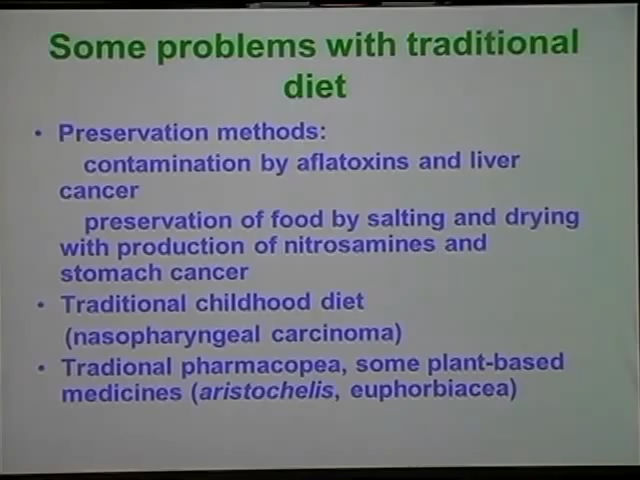 Some problems with traditional
diet
• Preservation methods:
contamination by aflatoxins and liver
cancer
preservation of food by salting and drying
with production of nitrosamines and
stomach cancer
• Traditional childhood diet
(nasopharyngeal carcinoma)
• Tradional pharmacopea, some plant-based
medicines (aristochelis, euphorbiacea)